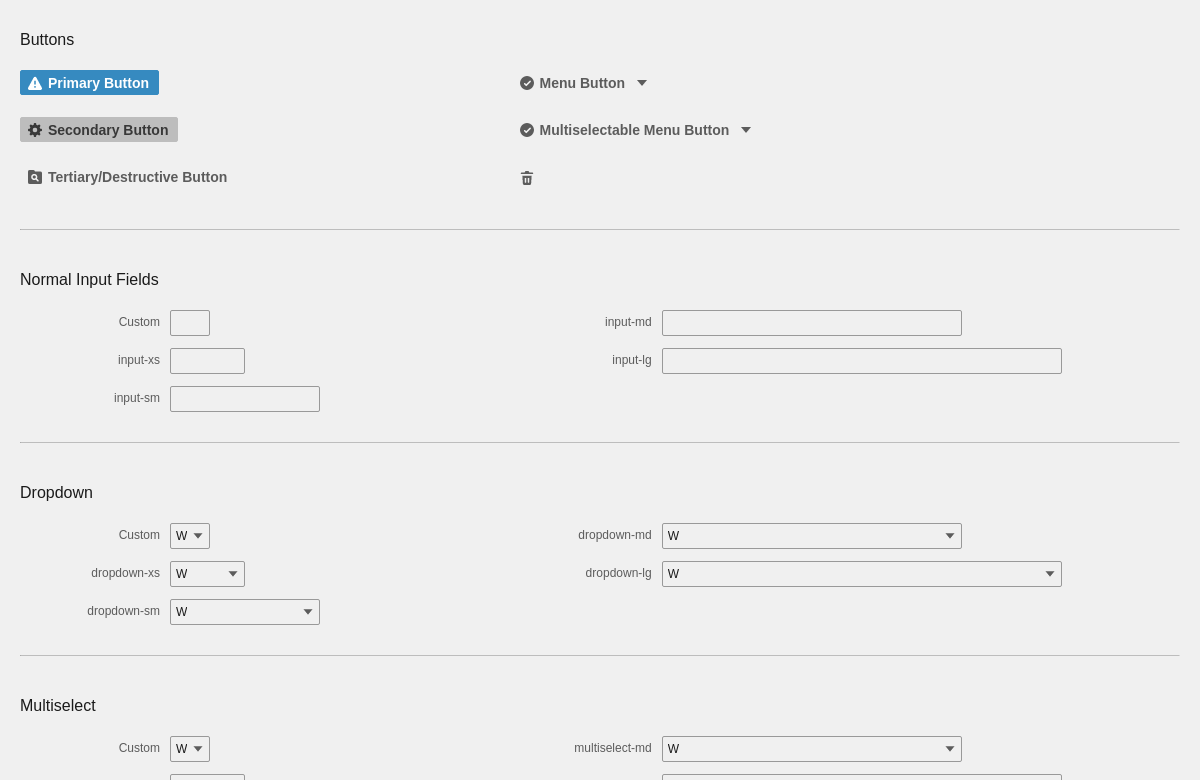 Buttons
Primary Button
Menu Button
Secondary Button
Multiselectable Menu Button
Tertiary/Destructive Button
Normal Input Fields
Custom
input-md
input-xs
input-lg
input-sm
Dropdown
Custom W
dropdown-md W
dropdown-xs W
dropdown-lg W
dropdown-sm W
Multiselect
Custom W
multiselect-md W